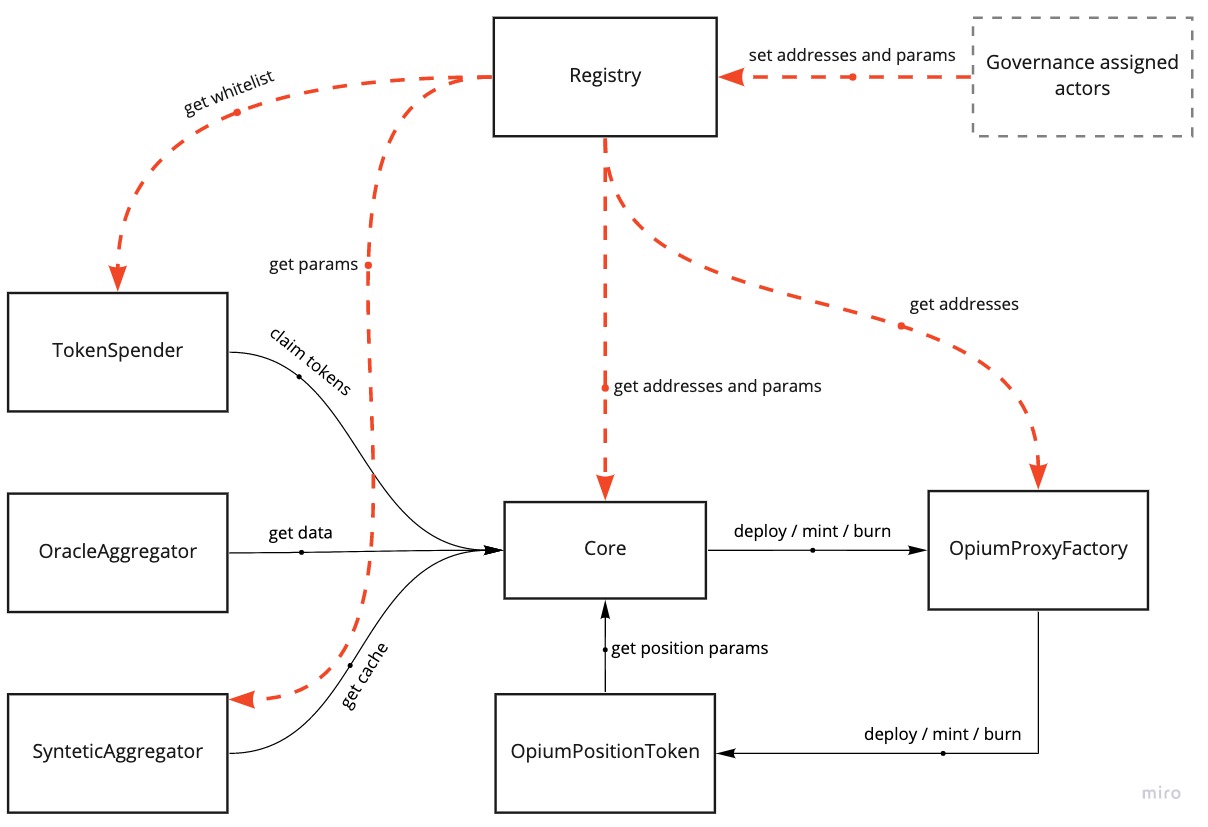 set addresses and params
Registry
Governance assigned
actors
get whitelist
get params
get addresses
TokenSpender
claim tokens
get addresses and params
OracleAggregator
get data
Core
deploy / mint / burn
OpiumProxyFactory
get position params
get cache
SynteticAggregator
OpiumPositionToken
deploy / mint / burn
miro